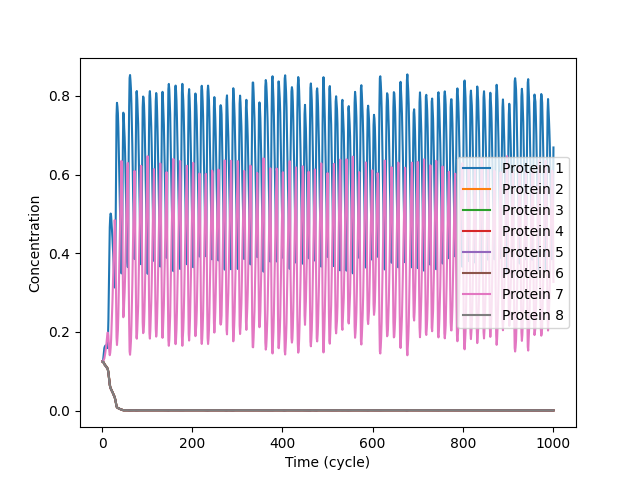 0.8
0.6
0.4
0.2
0.0
Concentration
0 200 400 600 800 1000
Time (cycle)
Protein 1
Protein 2
Protein 3
Protein 4
Protein 5
Protein 6
Protein 7
Protein 8